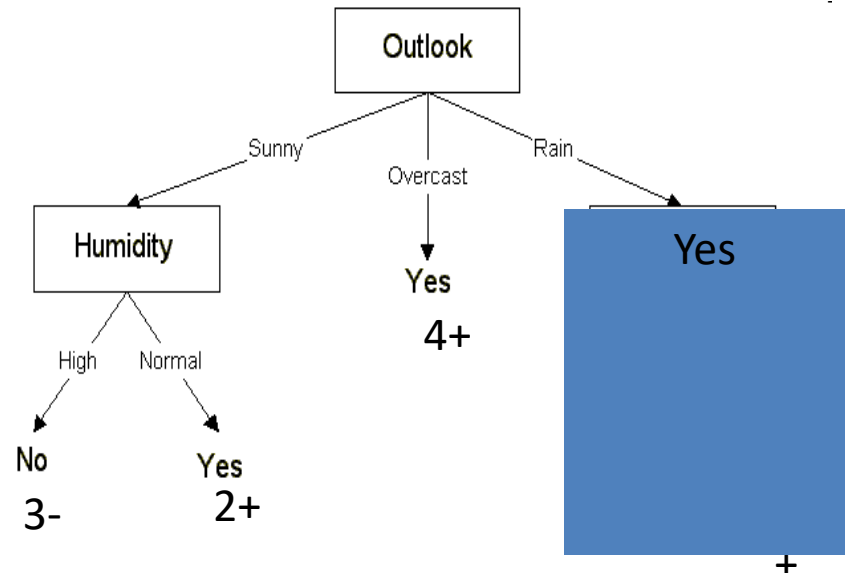 Outlook
Sunny
Overcast
Rain
Humidity
Yes
Yes
4+
High
Normal
No
Yes
3-
2+
+